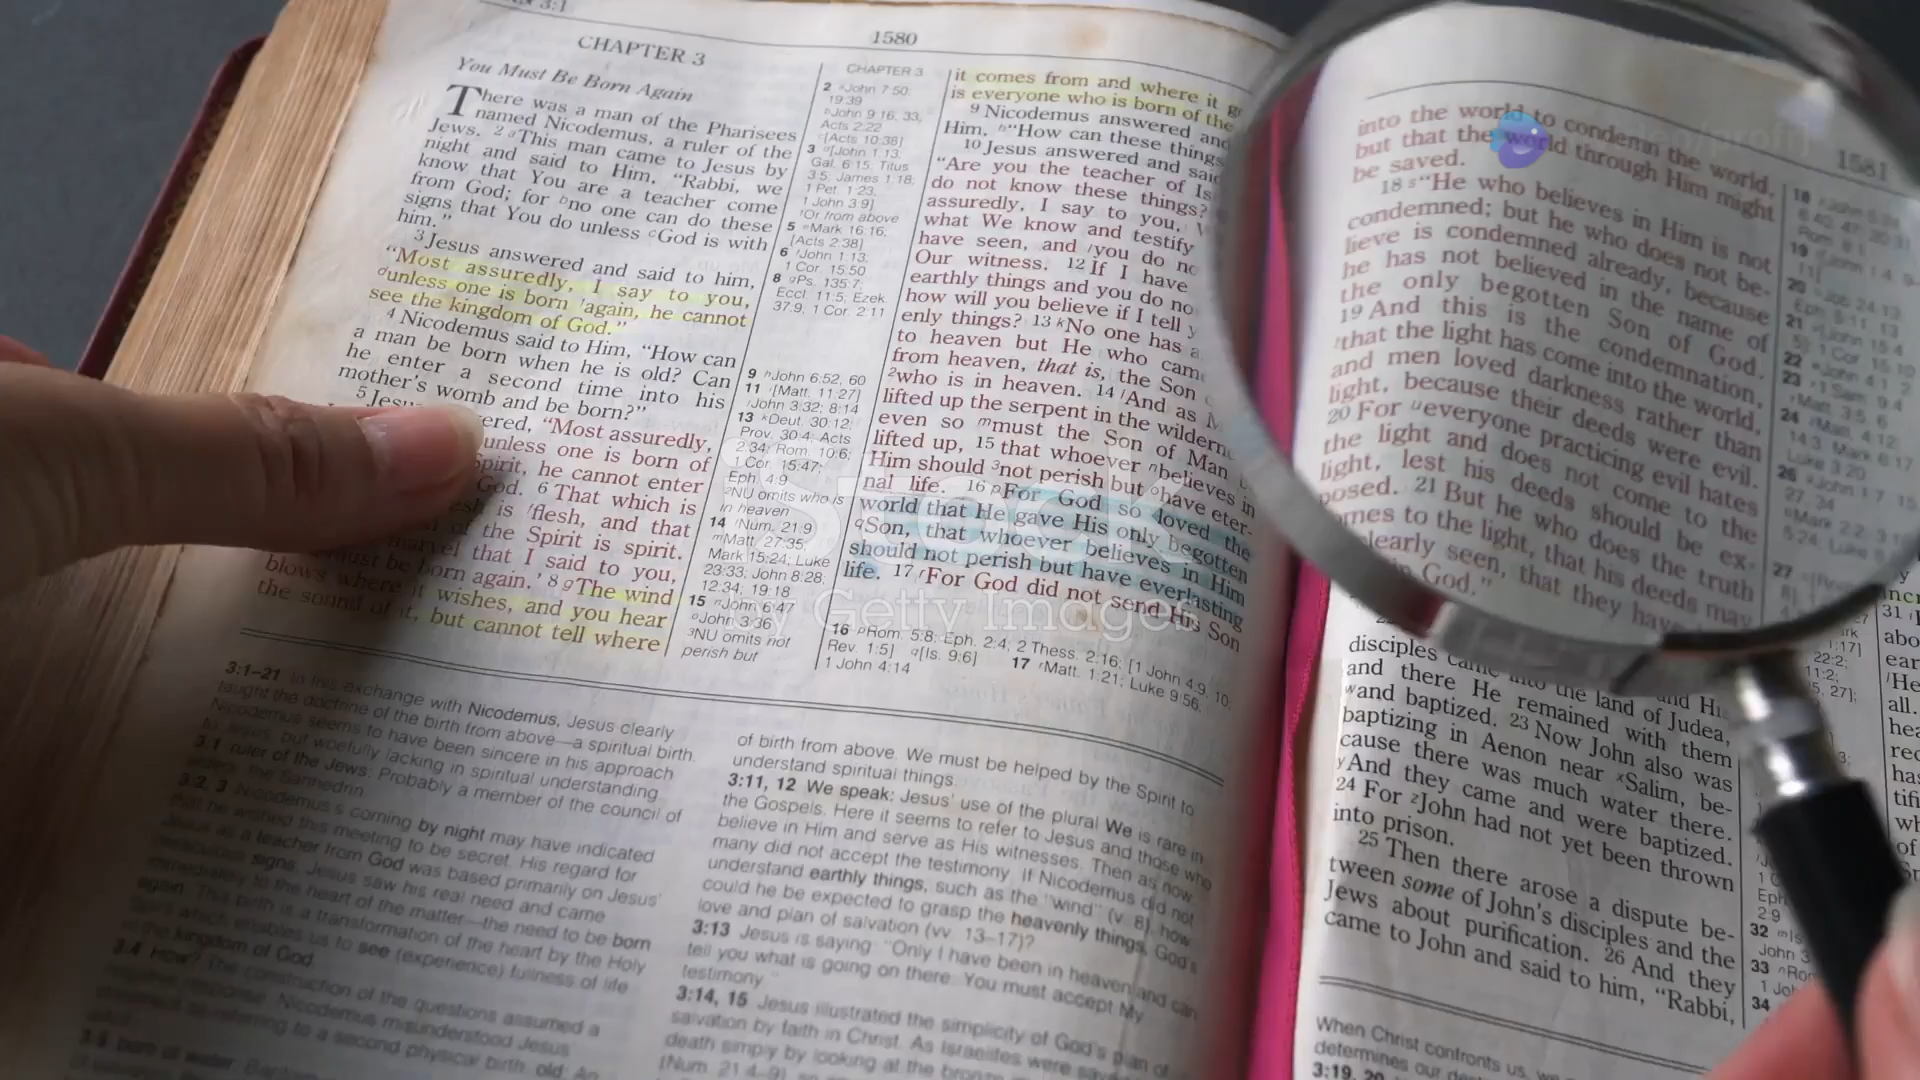 3:1
1580
CHAPTER 3
You Must Be Born Again
There was a man of the Pharisees
named Nicodemus, a ruler of the
Jews. 2 aThis man came to Jesus by
night and said to Him, “Rabbi, we
know that You are a teacher come
from God; for bno one can do these
signs that You do unless cGod is with
him.”
3 Jesus answered and said to him,
“Most assuredly, I say to you,
dunless one is born 1again, he cannot
see the kingdom of God.”
4 Nicodemus said to Him, “How can
a man be born when he is old? Can
he enter a second time into his
mother’s womb and be born?”
5 “Most assuredly,
unless one is born of
Spirit, he cannot enter
God. 6 That which is
is flesh, and that
of the Spirit is spirit.
marvel that I said to you,
must be born again.’ 8 gThe wind
blows where it wishes, and you hear
the sound of it, but cannot tell where
CHAPTER 3
2 John 7:50;
19:39
John 9:16, 33;
Acts 2:22
[Acts 10:38]
3 [John 1:13;
Gal. 6:15; Titus
3:5; James 1:18;
1 Pet. 1:23;
1 John 3:9]
1Or from above
5 Mark 16:16;
[Acts 2:38]
6 John 1:13;
1 Cor. 15:50
8 gPs. 135:7;
Eccl. 11:5; Ezek.
37:9; 1 Cor. 2:11
9 hJohn 6:52, 60
11 [Matt. 11:27]
John 3:32; 8:14
13 kDeut. 30:12;
Prov. 30:4; Acts
2:34; Rom. 10:6;
1 Cor. 15:47;
Eph. 4:9
2NU omits who is
in heaven
14 Num. 21:9
mMatt. 27:35;
Mark 15:24; Luke
23:33; John 8:28;
12:34; 19:18
15 nJohn 6:47
oJohn 3:36
3NU omits not
perish but
it comes from and where it
is everyone who is born of the
9 Nicodemus answered and
Him, h“How can these things
10 Jesus answered and said
“Are you the teacher of
do not know these things?
assuredly, I say to you,
what We know and testify
have seen, and you do
Our witness. 12 If I have
earthly things and you do
how will you believe if I tell
enly things? 13 kNo one has
to heaven but He who came
from heaven, that is, the Son
2who is in heaven. 14 lAnd as
lifted up the serpent in the
even so mmust the Son of Man
lifted up, 15 that whoever nbelieves in
Him should 3not perish but ohave eter-
nal life. 16 pFor God so loved the
world that He gave His only begotten
qSon, that whoever believes in Him
should not perish but have everlasting
life. 17 rFor God did not send His Son
16 pRom. 5:8; Eph. 2:4; 2 Thess. 2:16; [1 John 4:9, 10;
Rev. 1:5] q[Is. 9:6] 17 rMatt. 1:21; Luke 9:56;
1 John 4:14
3:1–21 In his exchange with Nicodemus, Jesus clearly
taught the doctrine of the birth from above—a spiritual birth.
Nicodemus seems to have been sincere in his approach
to Jesus, but woefully lacking in spiritual understanding.
3:1 ruler of the Jews: Probably a member of the council of
elders, the Sanhedrin.
3:2, 3 Nicodemus’s coming by night may have indicated
that he wished this meeting to be secret. His regard for
Jesus as a teacher from God was based primarily on Jesus’
miraculous signs. Jesus saw his real need and came
immediately to the heart of the matter—the need to be born
again. This birth is a transformation of the heart by the Holy
Spirit which enables us to see (experience) fullness of life
in the kingdom of God.
3:4 How? The construction of the questions assumed a
negative response. Nicodemus misunderstood Jesus
as referring to a second physical birth. old:
3:5 born of water:
of birth from above. We must be helped by the Spirit to
understand spiritual things.
3:11, 12 We speak: Jesus’ use of the plural We is rare in
the Gospels. Here it seems to refer to Jesus and those who
believe in Him and serve as His witnesses. Then as now,
many did not accept the testimony. If Nicodemus did not
understand earthly things, such as the “wind” (v. 8), how
could he be expected to grasp the heavenly things, God’s
love and plan of salvation (vv. 13–17)?
3:13 Jesus is saying: “Only I have been in heaven and can
tell you what is going on there. You must accept My
testimony.”
3:14, 15 Jesus illustrated the simplicity of God’s plan of
salvation by faith in Christ. As Israelites were saved
death simply by looking at the bronze
(Num. 21:4–9), so
iStock
by Getty Images
1581
into the world to condemn the world,
but that the world through Him might
be saved.
18 s“He who believes in Him is not
condemned; but he who does not be-
lieve is condemned already, because
he has not believed in the name of
the only begotten Son of God.
19 And this is the condemnation,
that the light has come into the world,
and men loved darkness rather than
light, because their deeds were evil.
20 For ueveryone practicing evil hates
the light and does not come to the
light, lest his deeds should be ex-
posed. 21 But he who does the truth
comes to the light, that his deeds may
clearly seen, that they have
in God.”
disciples came into the land of Judea,
and there He remained with them
wand baptized. 23 Now John also was
baptizing in Aenon near xSalim, be-
cause there was much water there.
yAnd they came and were baptized.
24 For zJohn had not yet been thrown
into prison.
25 Then there arose a dispute be-
tween some of John’s disciples and the
Jews about purification. 26 And they
came to John and said to him, “Rabbi,
When Christ confronts us,
determines our
3:19, 20